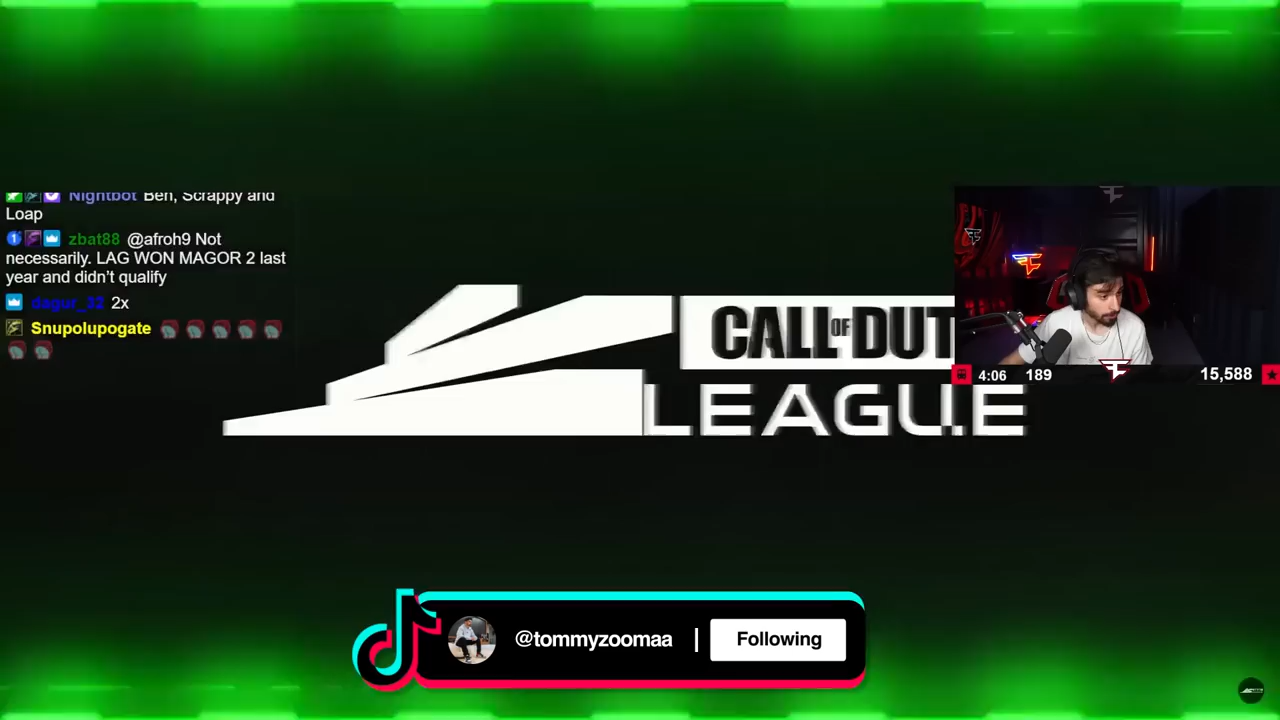 Nightbot Ben, Scrappy and
Loap
zbat88 @afroh9 Not
necessarily. LAG WON MAGOR 2 last
year and didn't qualify
dagur_32 2x
Snupolupogate
CALL OF DUT
LEAGUE
4:06 189 15,588
@tommyzoomaa | Following